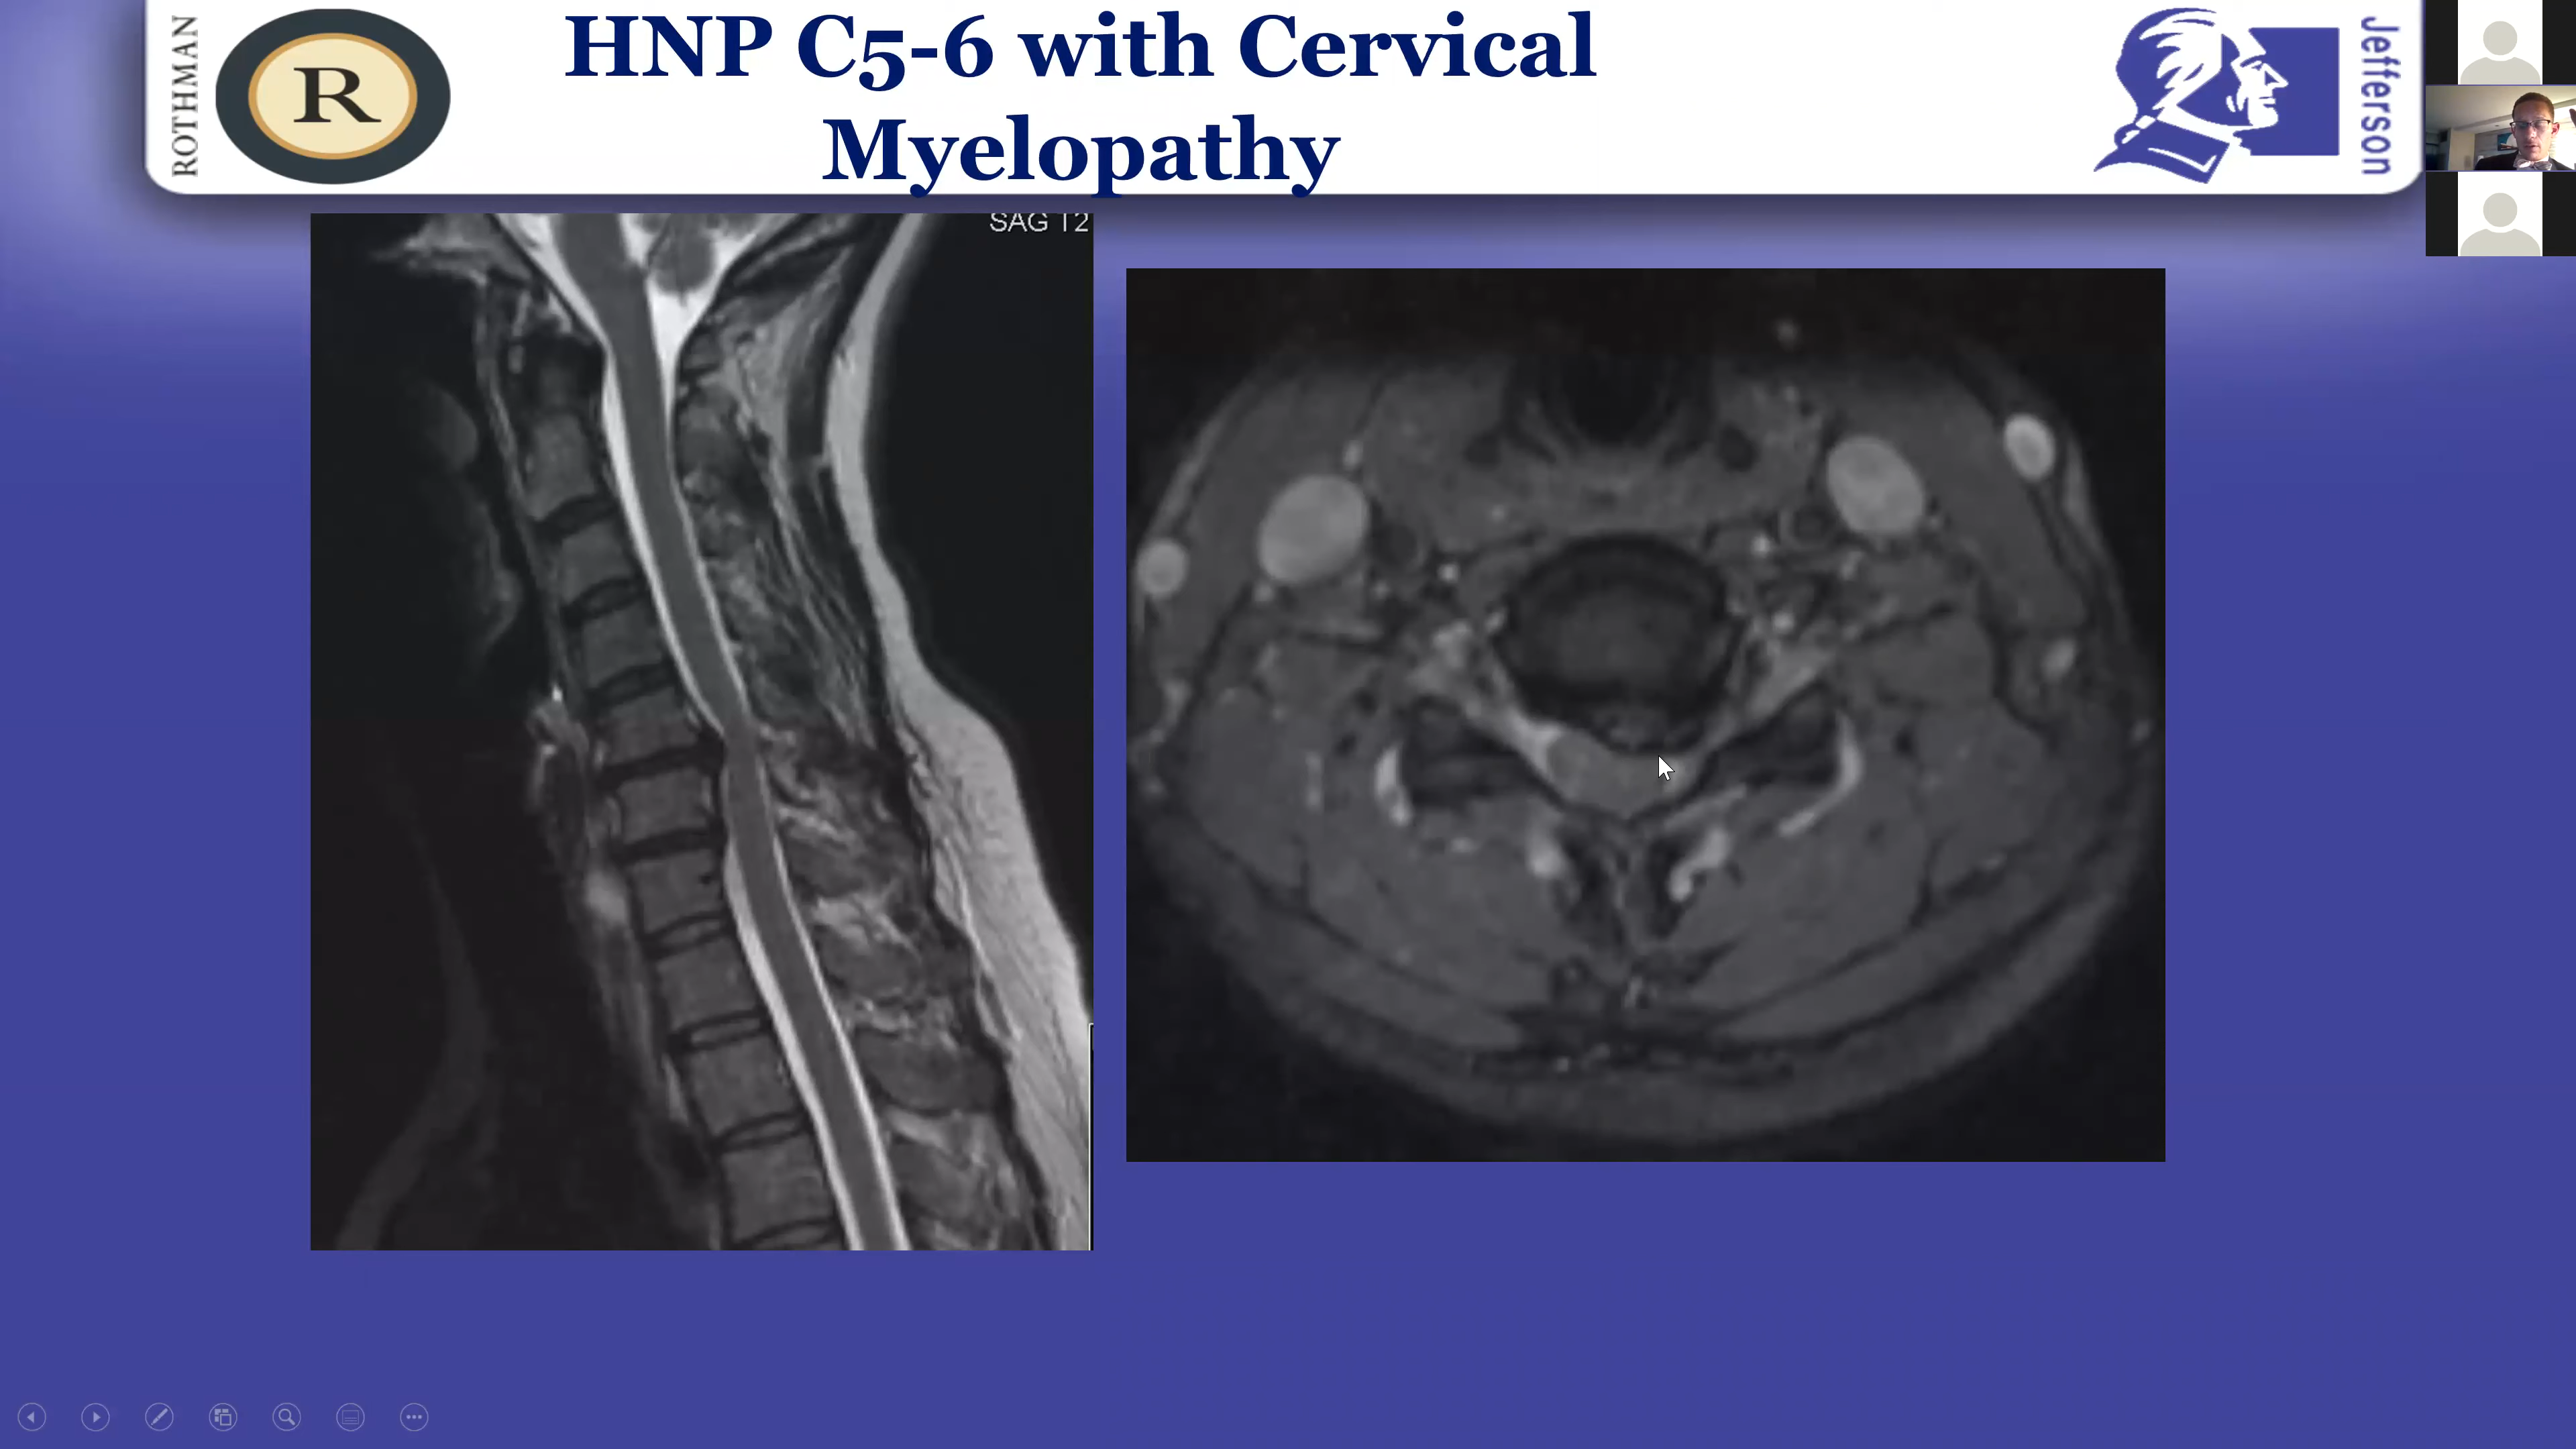 ROTHMAN
R
HNP C5-6 with Cervical
Myelopathy
Jefferson
SAG T2